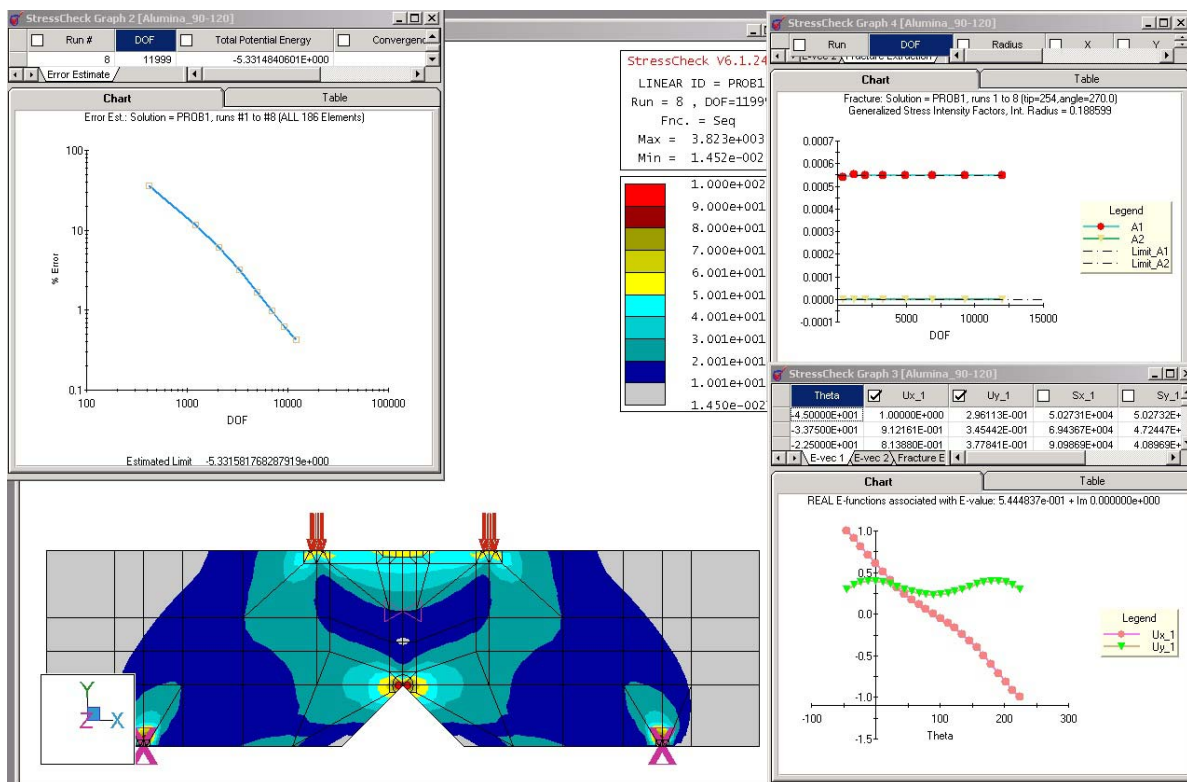 StressCheck Graph 2 [Alumina_90-120]
Run # DOF Total Potential Energy Convergenc
8 11999 -5.3314840601E+000
Error Estimate
Chart Table
Error Est.: Solution = PROB1, runs #1 to #8 (ALL 186 Elements)
100
10
1
0.1
% Error
100 1000 10000 100000
DOF
Estimated Limit -5.331581768287919e+000
StressCheck V6.1.24
LINEAR ID = PROB1
Run = 8 , DOF=11999
Fnc. = Seq
Max = 3.823e+003
Min = 1.452e-002
1.000e+002
9.000e+001
8.000e+001
7.000e+001
6.001e+001
5.001e+001
4.001e+001
3.001e+001
2.001e+001
1.001e+001
1.450e-002
StressCheck Graph 4 [Alumina_90-120]
Run DOF Radius X Y
E-vec 2 Fracture Extraction
Chart Table
Fracture: Solution = PROB1, runs 1 to 8 (tip=254,angle=270.0)
Generalized Stress Intensity Factors, Int. Radius = 0.188599
0.0007
0.0006
0.0005
0.0004
0.0003
0.0002
0.0001
0.0000
-0.0001
5000 10000 15000
DOF
Legend
A1
A2
Limit_A1
Limit_A2
StressCheck Graph 3 [Alumina_90-120]
Theta Ux_1 Uy_1 Sx_1 Sy_1
-4.50000E+001 1.00000E+000 2.96113E-001 5.02731E+004 5.02732E+
-3.37500E+001 9.12161E-001 3.45442E-001 6.94367E+004 4.72447E+
-2.25000E+001 8.13880E-001 3.77841E-001 9.09869E+004 4.08969E+
E-vec 1 E-vec 2 Fracture E
Chart Table
REAL E-functions associated with E-value: 5.444837e-001 + Im 0.000000e+000
1.0
0.5
0.0
-0.5
-1.0
-1.5
-100 0 100 200 300
Theta
Legend
Ux_1
Uy_1
Y
Z X